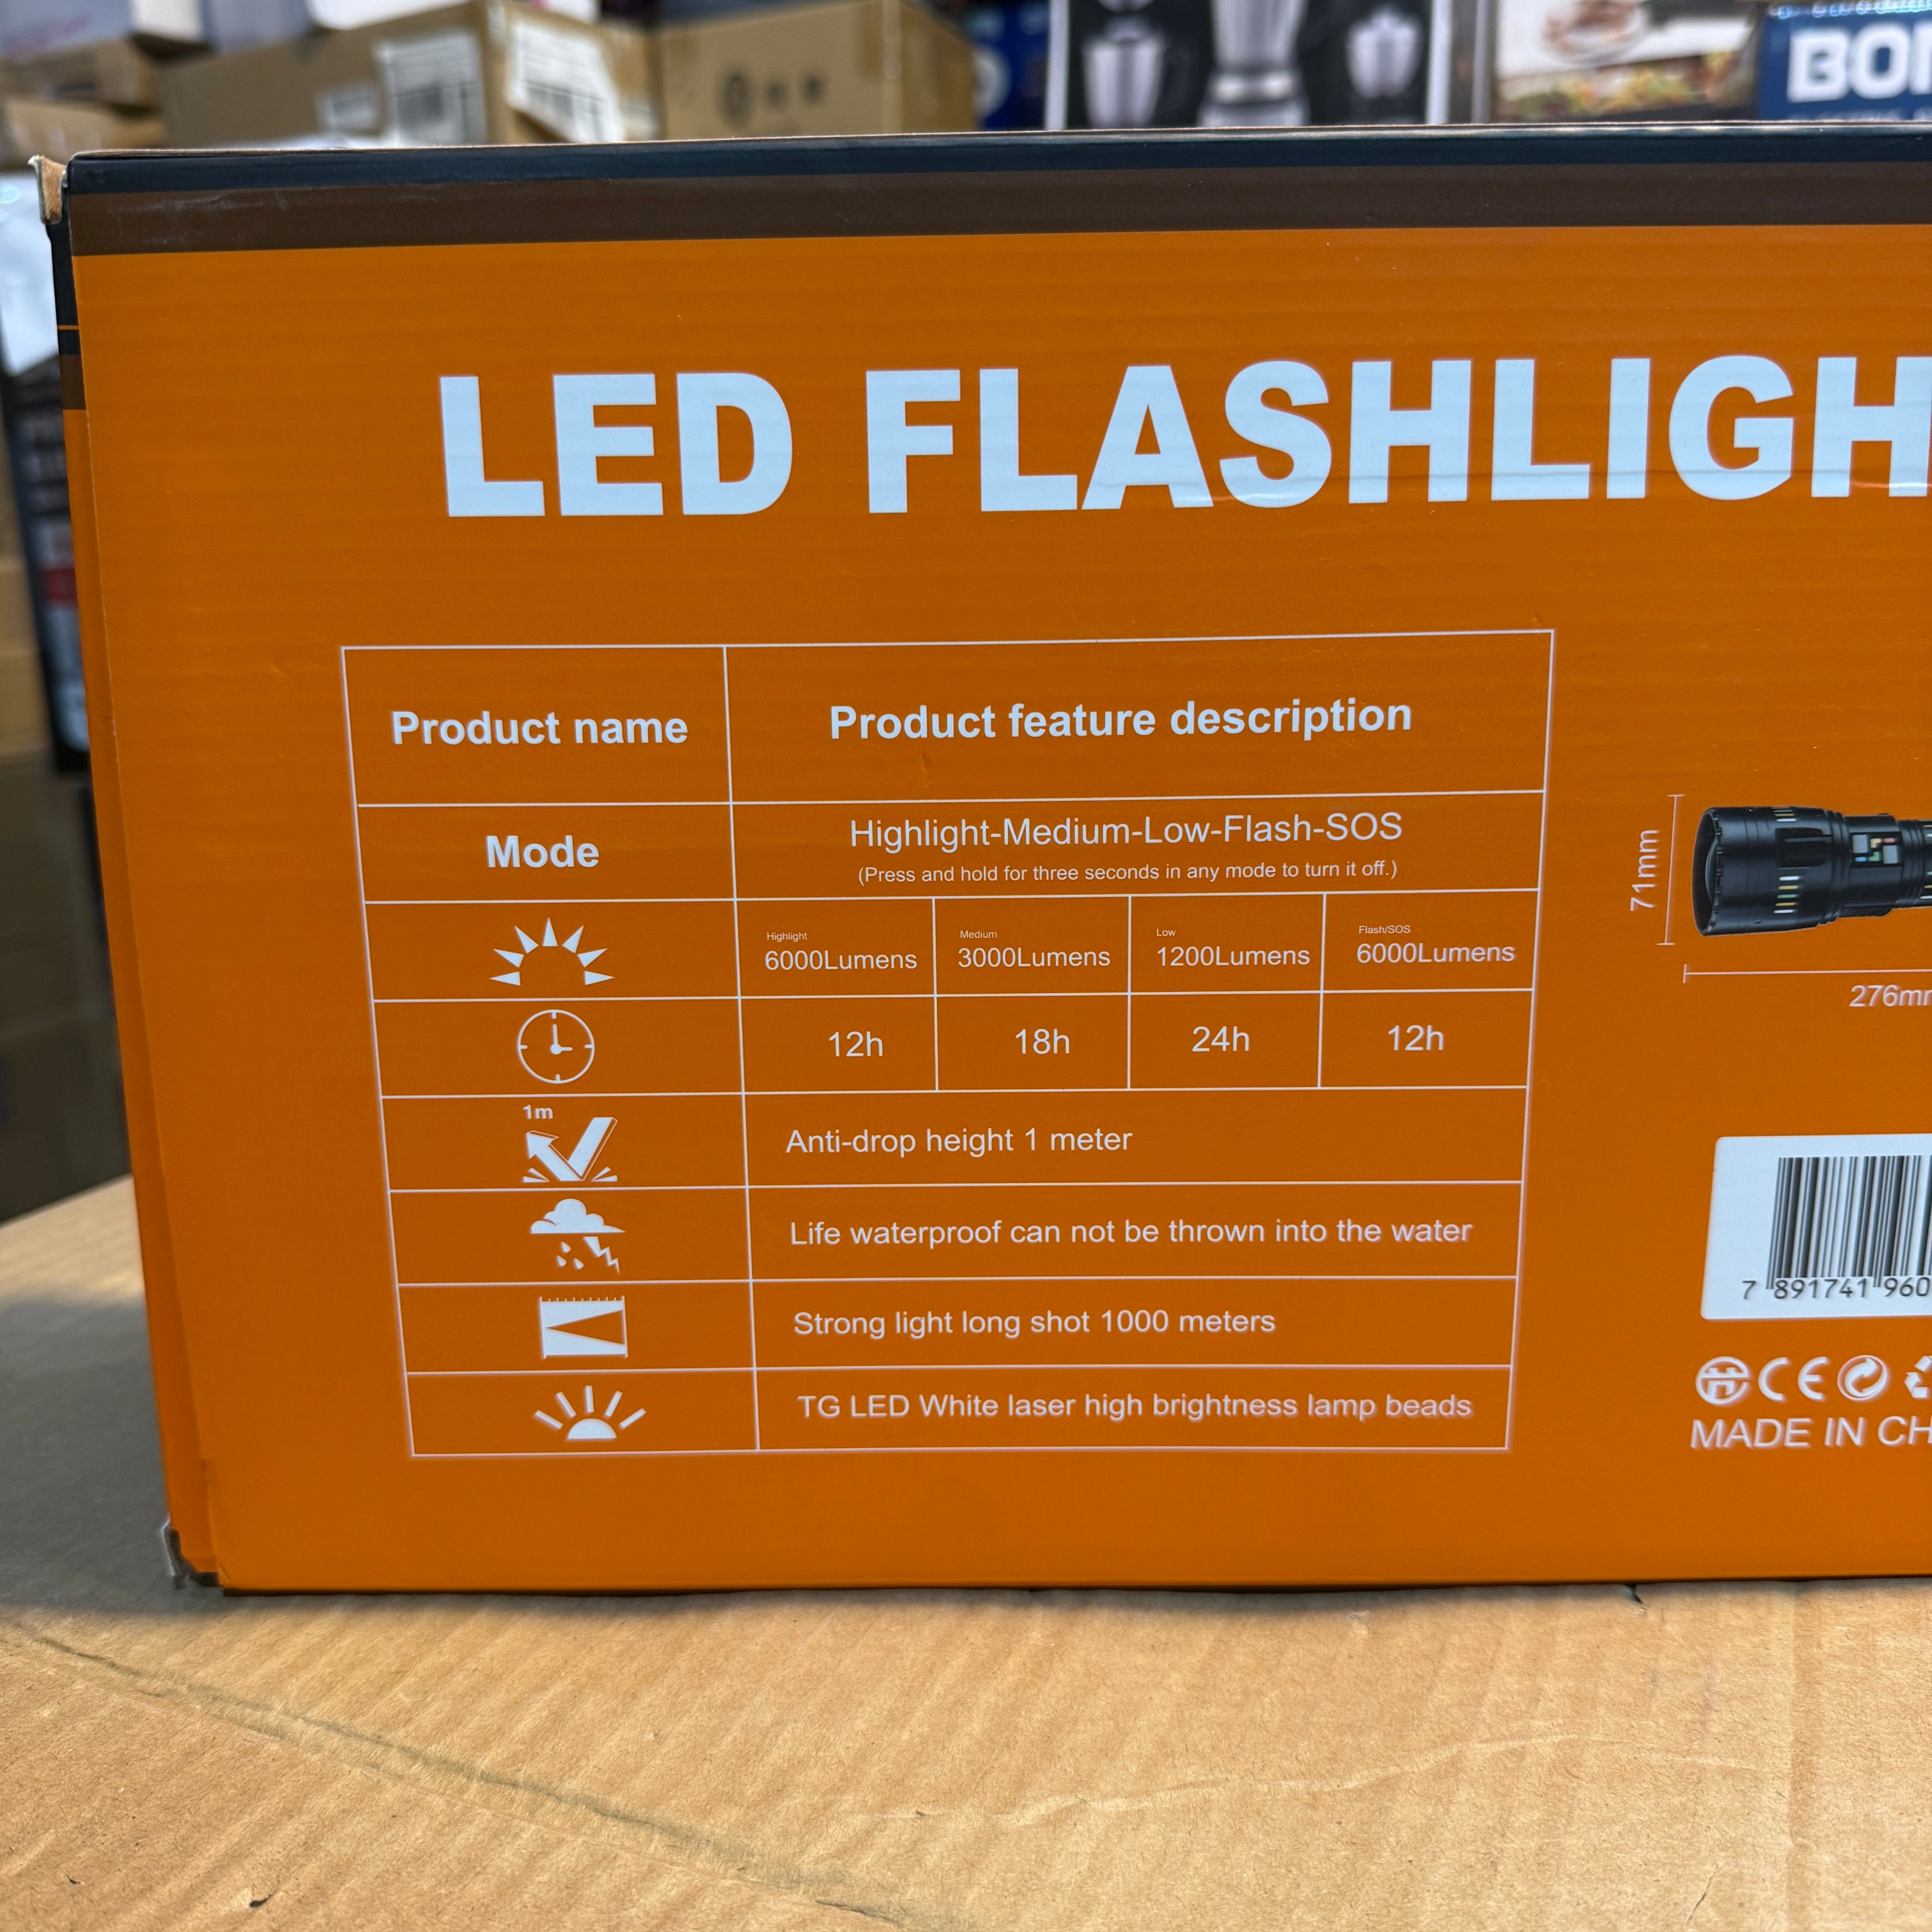 BO
LED FLASHLIGH
Product name
Product feature description
Mode
Highlight-Medium-Low-Flash-SOS
(Press and hold for three seconds in any mode to turn it off.)
Highlight
6000Lumens
Medium
3000Lumens
Low
1200Lumens
Flash/SOS
6000Lumens
12h
18h
24h
12h
1m
Anti-drop height 1 meter
Life waterproof can not be thrown into the water
Strong light long shot 1000 meters
TG LED White laser high brightness lamp beads
71mm
276m
7 891741 960
CE
MADE IN CH